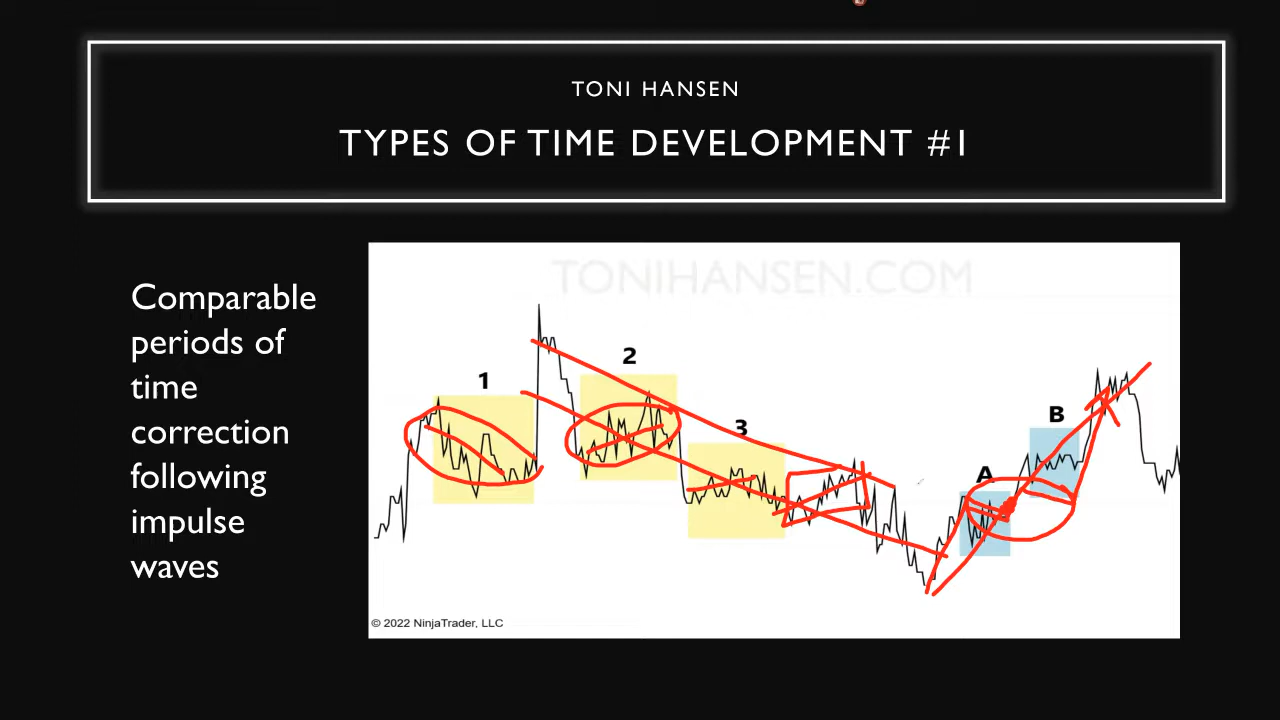 TONI HANSEN
TYPES OF TIME DEVELOPMENT #1
Comparable
periods of
time
correction
following
impulse
waves
TONIHANSEN.COM
1
2
3
A
B
© 2022 NinjaTrader, LLC